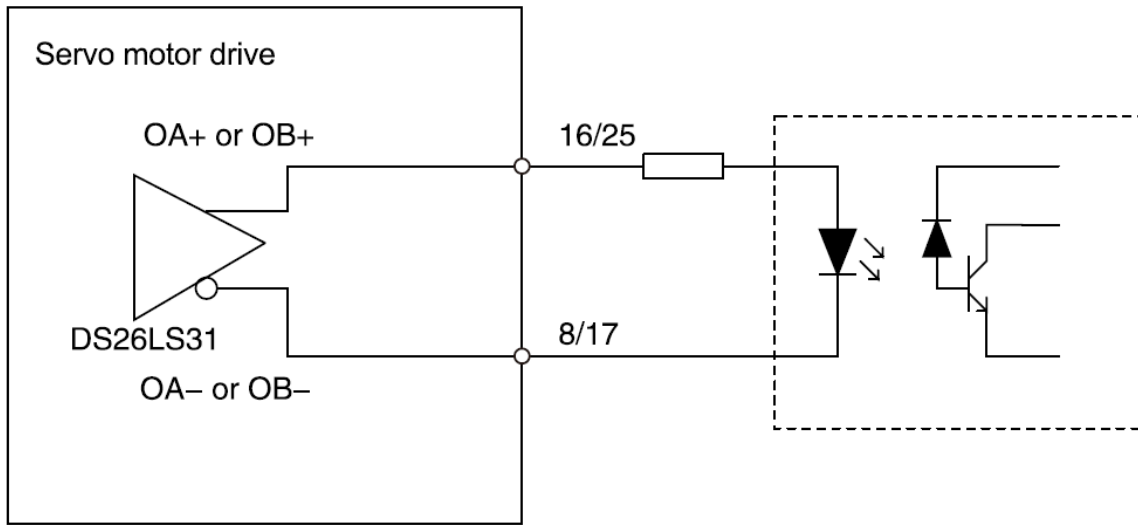 Servo motor drive
OA+ or OB+
16/25
DS26LS31
8/17
OA− or OB−